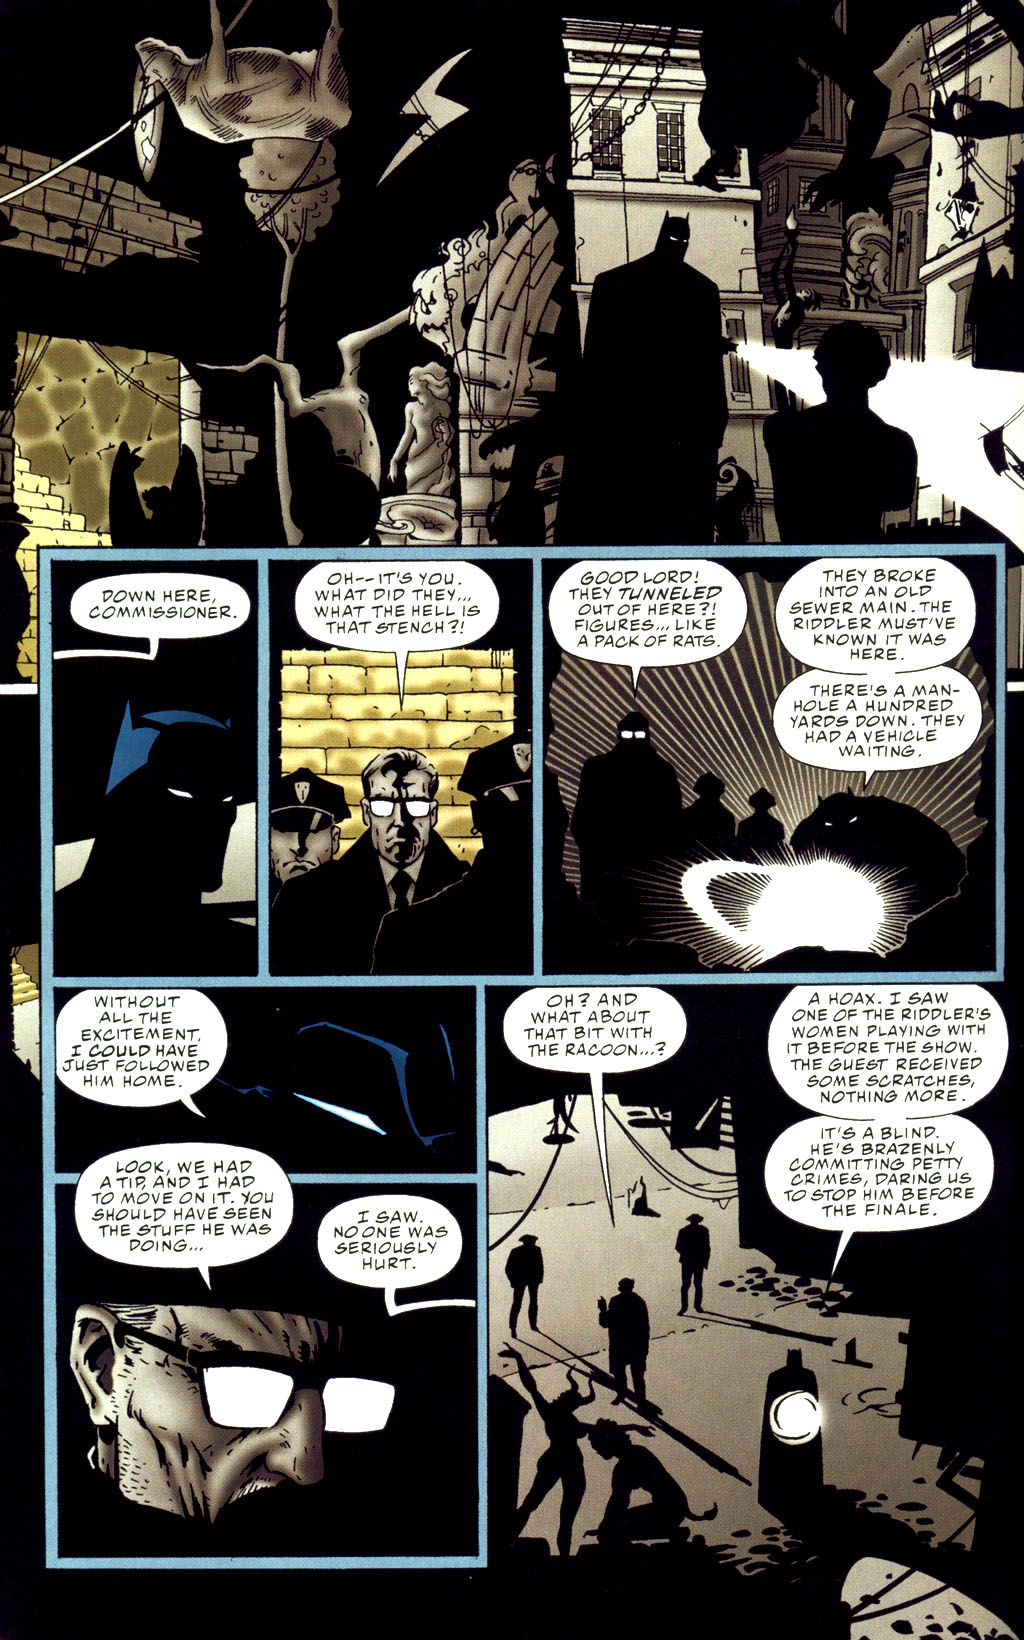 DOWN HERE,
COMMISSIONER.
OH--IT'S YOU.
WHAT DID THEY...
WHAT THE HELL IS
THAT STENCH?!
GOOD LORD!
THEY TUNNELED
OUT OF HERE?!
FIGURES... LIKE
A PACK OF RATS.
THEY BROKE
INTO AN OLD
SEWER MAIN. THE
RIDDLER MUST'VE
KNOWN IT WAS
HERE.
THERE'S A MAN-
HOLE A HUNDRED
YARDS DOWN. THEY
HAD A VEHICLE
WAITING.
WITHOUT
ALL THE
EXCITEMENT,
I COULD HAVE
JUST FOLLOWED
HIM HOME.
LOOK, WE HAD
A TIP, AND I HAD
TO MOVE ON IT. YOU
SHOULD HAVE SEEN
THE STUFF HE WAS
DOING...
I SAW.
NO ONE WAS
SERIOUSLY
HURT.
OH? AND
WHAT ABOUT
THAT BIT WITH
THE RACOON...?
A HOAX. I SAW
ONE OF THE RIDDLER'S
WOMEN PLAYING WITH
IT BEFORE THE SHOW.
THE GUEST RECEIVED
SOME SCRATCHES,
NOTHING MORE.
IT'S A BLIND.
HE'S BRAZENLY
COMMITTING PETTY
CRIMES, DARING US
TO STOP HIM BEFORE
THE FINALE.